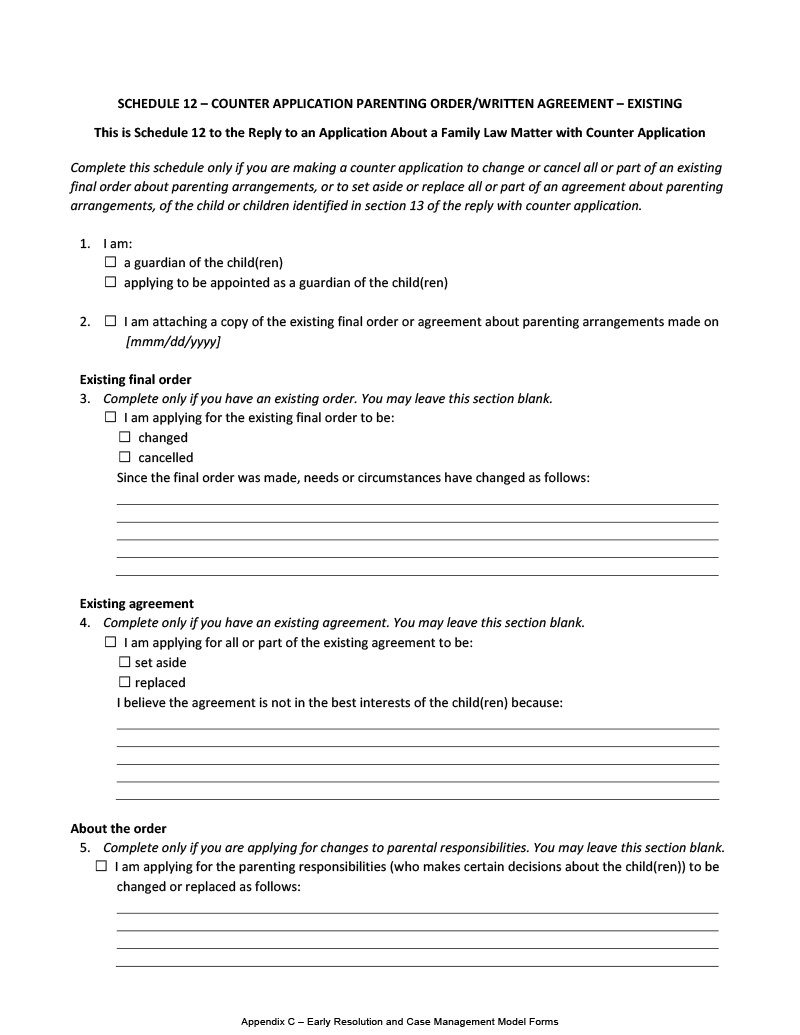 SCHEDULE 12 – COUNTER APPLICATION PARENTING ORDER/WRITTEN AGREEMENT – EXISTING
This is Schedule 12 to the Reply to an Application About a Family Law Matter with Counter Application
Complete this schedule only if you are making a counter application to change or cancel all or part of an existing
final order about parenting arrangements, or to set aside or replace all or part of an agreement about parenting
arrangements, of the child or children identified in section 13 of the reply with counter application.
1. I am:
☐ a guardian of the child(ren)
☐ applying to be appointed as a guardian of the child(ren)
2. ☐ I am attaching a copy of the existing final order or agreement about parenting arrangements made on
[mmm/dd/yyyy]
Existing final order
3. Complete only if you have an existing order. You may leave this section blank.
☐ I am applying for the existing final order to be:
☐ changed
☐ cancelled
Since the final order was made, needs or circumstances have changed as follows:
Existing agreement
4. Complete only if you have an existing agreement. You may leave this section blank.
☐ I am applying for all or part of the existing agreement to be:
☐ set aside
☐ replaced
I believe the agreement is not in the best interests of the child(ren) because:
About the order
5. Complete only if you are applying for changes to parental responsibilities. You may leave this section blank.
☐ I am applying for the parenting responsibilities (who makes certain decisions about the child(ren)) to be
changed or replaced as follows:
Appendix C – Early Resolution and Case Management Model Forms